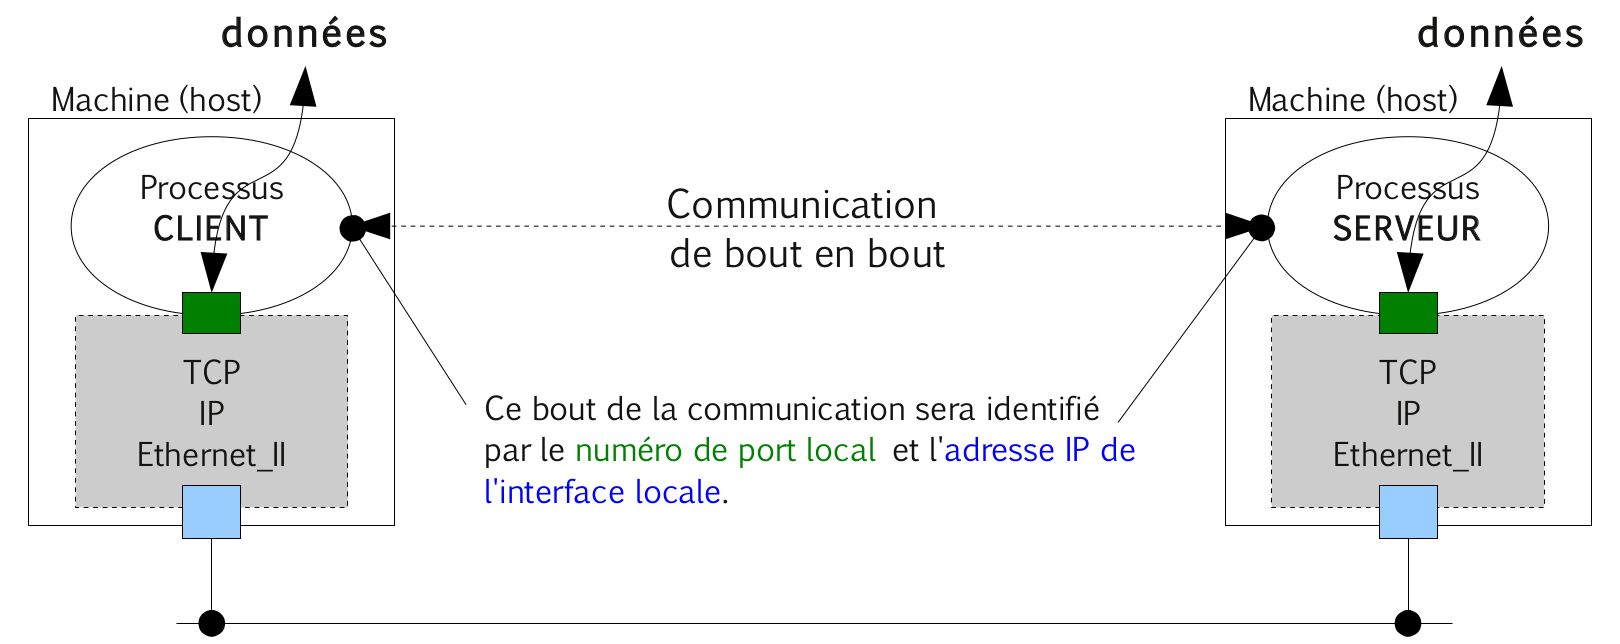 données
données
Machine (host)
Machine (host)
Processus
CLIENT
Communication
de bout en bout
Processus
SERVEUR
TCP
IP
Ethernet_II
Ce bout de la communication sera identifié
par le numéro de port local et l'adresse IP de
l'interface locale.
TCP
IP
Ethernet_II